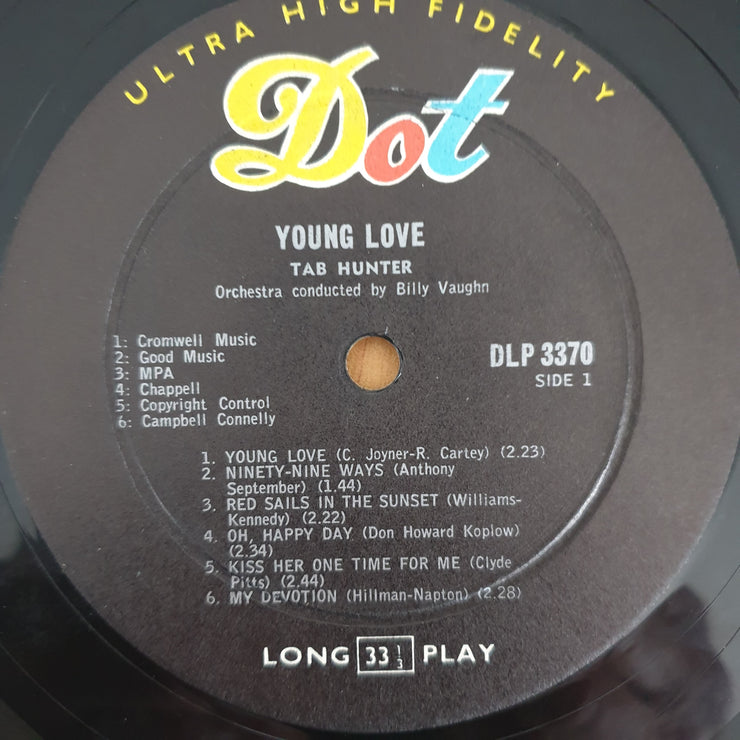 ULTRA HIGH FIDELITY
Dot
YOUNG LOVE
TAB HUNTER
Orchestra conducted by Billy Vaughn
1: Cromwell Music
2: Good Music
3: MPA
4: Chappell
5: Copyright Control
6: Campbell Connelly
DLP 3370
SIDE 1
1. YOUNG LOVE (C. Joyner-R. Cartey) (2.23)
2. NINETY-NINE WAYS (Anthony
September) (1.44)
3. RED SAILS IN THE SUNSET (Williams-
Kennedy) (2.22)
4. OH, HAPPY DAY (Don Howard Koplow)
(2.34)
5. KISS HER ONE TIME FOR ME (Clyde
Pitts) (2.44)
6. MY DEVOTION (Hillman-Napton) (2.28)
LONG 33 1/3 PLAY